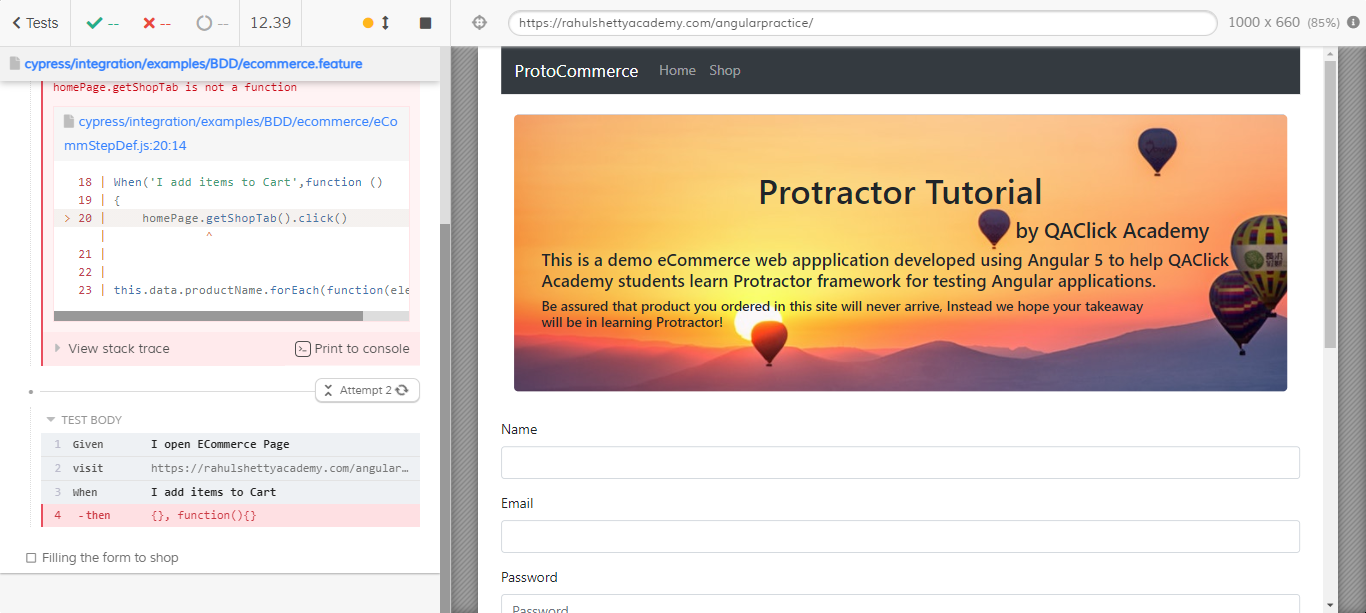 Tests
--
--
--
12.39
https://rahulshettyacademy.com/angularpractice/
1000 x 660 (85%)
cypress/integration/examples/BDD/ecommerce.feature
homePage.getShopTab is not a function
cypress/integration/examples/BDD/ecommerce/eCo
mmStepDef.js:20:14
18 | When('I add items to Cart',function ()
19 | {
> 20 | homePage.getShopTab().click()
| ^
21 |
22 |
23 | this.data.productName.forEach(function(ele
View stack trace
Print to console
Attempt 2
TEST BODY
1 Given I open ECommerce Page
2 visit https://rahulshettyacademy.com/angular…
3 When I add items to Cart
4 -then {}, function(){}
Filling the form to shop
ProtoCommerce Home Shop
Protractor Tutorial
by QAClick Academy
This is a demo eCommerce web appplication developed using Angular 5 to help QAClick
Academy students learn Protractor framework for testing Angular applications.
Be assured that product you ordered in this site will never arrive, Instead we hope your takeaway
will be in learning Protractor!
Name
Email
Password
Password